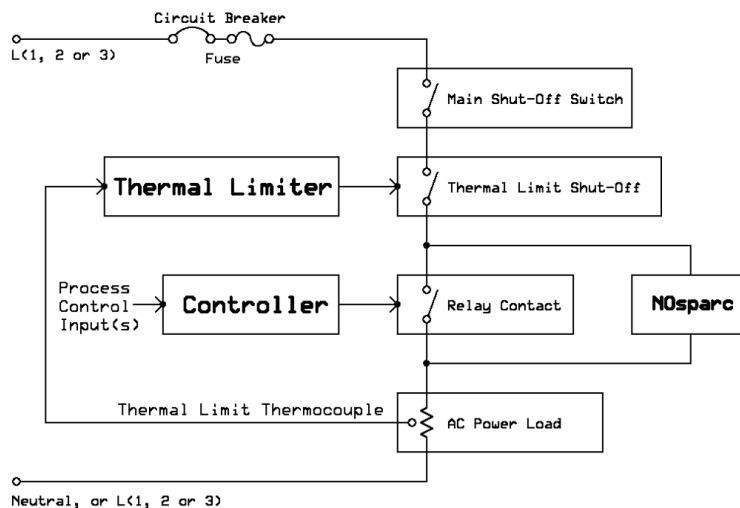 Circuit Breaker
L(1, 2 or 3)
Fuse
Main Shut-Off Switch
Thermal Limiter
Thermal Limit Shut-Off
Process
Control
Input(s)
Controller
Relay Contact
NOsparc
Thermal Limit Thermocouple
AC Power Load
Neutral, or L(1, 2 or 3)